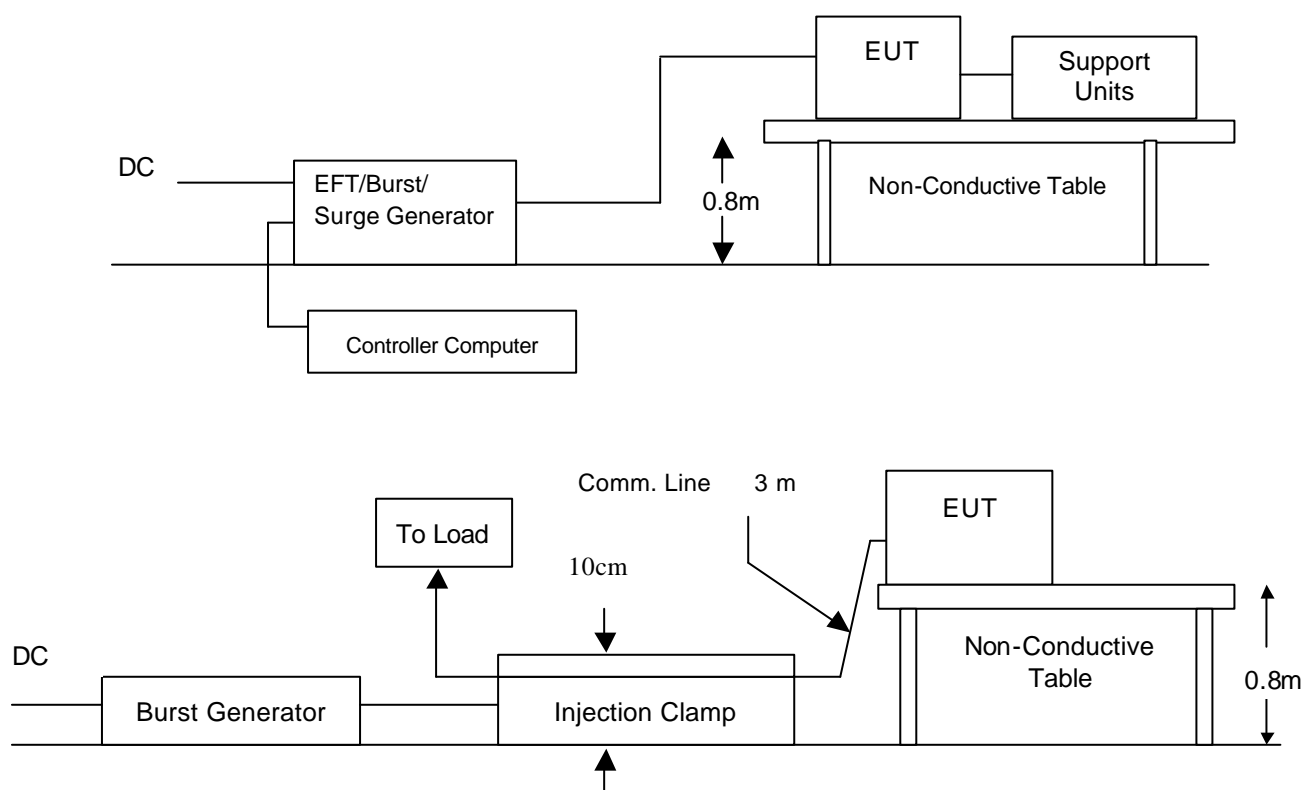 EUT
Support
Units
DC
EFT/Burst/
Surge Generator
0.8m
Non-Conductive Table
Controller Computer
Comm. Line 3 m
EUT
To Load
10cm
DC
Burst Generator
Injection Clamp
Non-Conductive
Table
0.8m